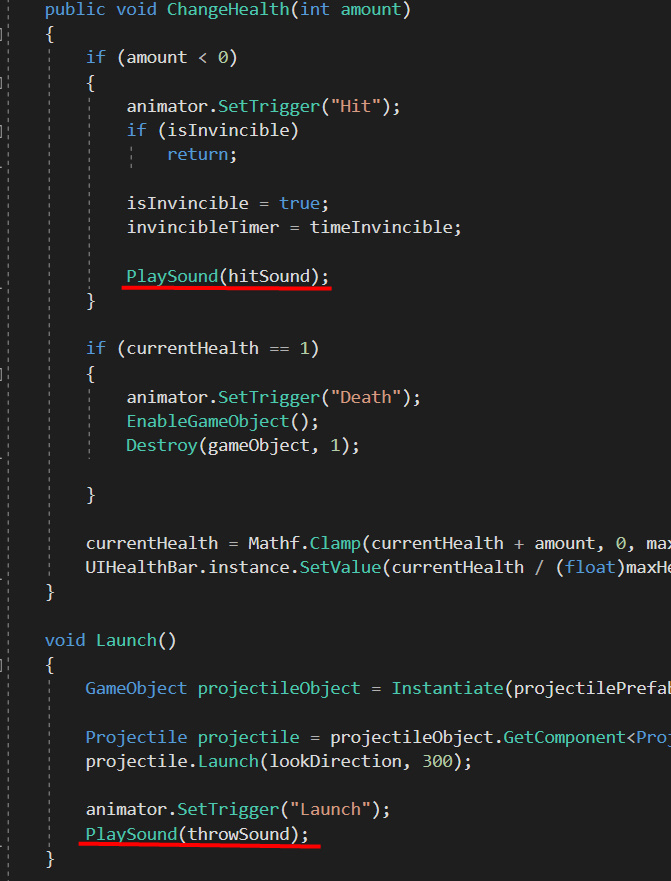 public void ChangeHealth(int amount)
{
if (amount < 0)
{
animator.SetTrigger("Hit");
if (isInvincible)
return;
isInvincible = true;
invincibleTimer = timeInvincible;
PlaySound(hitSound);
}
if (currentHealth == 1)
{
animator.SetTrigger("Death");
EnableGameObject();
Destroy(gameObject, 1);
}
currentHealth = Mathf.Clamp(currentHealth + amount, 0, max
UIHealthBar.instance.SetValue(currentHealth / (float)maxHe
}
void Launch()
{
GameObject projectileObject = Instantiate(projectilePrefab
Projectile projectile = projectileObject.GetComponent<Proj
projectile.Launch(lookDirection, 300);
animator.SetTrigger("Launch");
PlaySound(throwSound);
}